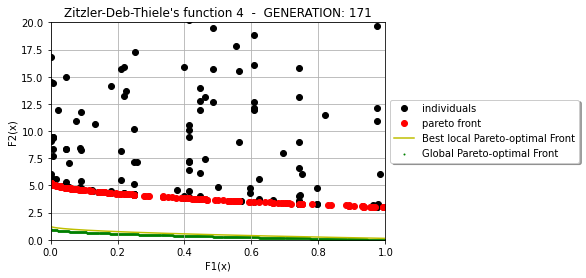 Zitzler-Deb-Thiele's function 4  -  GENERATION: 171
20.0
17.5
15.0
12.5
10.0
7.5
5.0
2.5
0.0
F2(x)
0.0 0.2 0.4 0.6 0.8 1.0
F1(x)
individuals
pareto front
Best local Pareto-optimal Front
Global Pareto-optimal Front